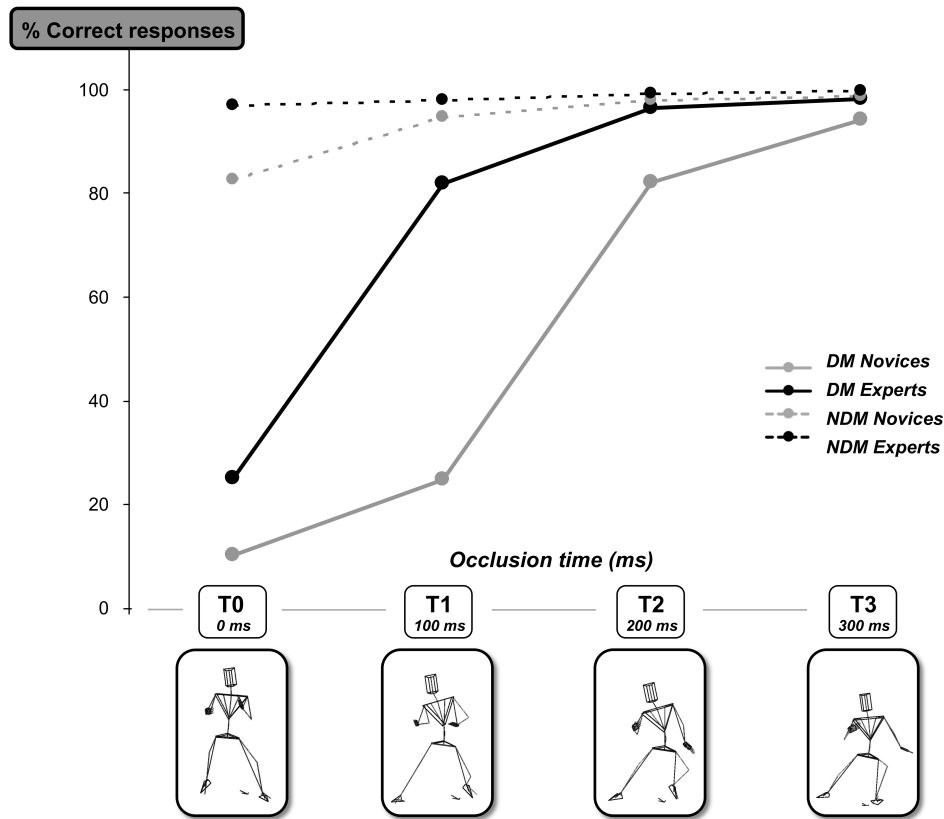 % Correct responses
100
80
60
40
20
0
DM Novices
DM Experts
NDM Novices
NDM Experts
Occlusion time (ms)
T0
0 ms
T1
100 ms
T2
200 ms
T3
300 ms